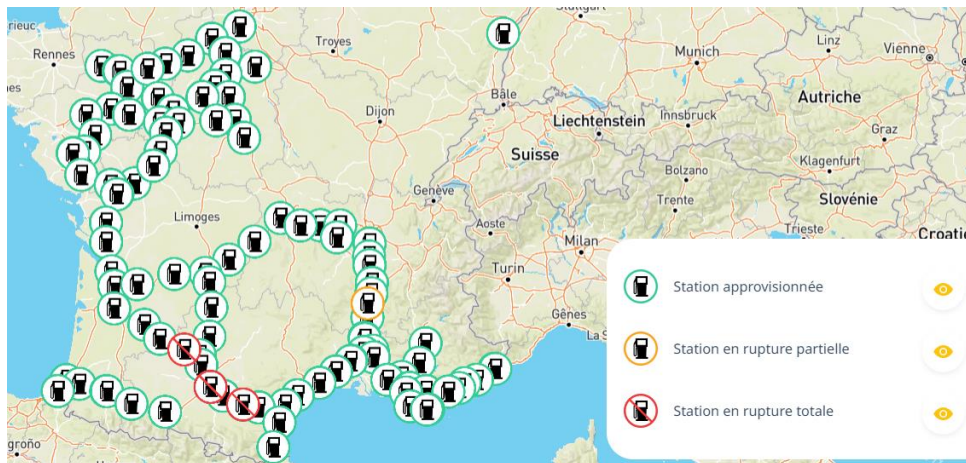 rieuc
Rennes
nes
Troyes
Stuttgart
Munich
Linz
Vienne
Dijon
Bâle
Autriche
Liechtenstein
Innsbruck
Graz
Suisse
Bolzano
Klagenfurt
Genève
Trente
Slovénie
Limoges
Aoste
Milan
Trieste
Croatie
Turin
Gênes
La S
groño
Station approvisionnée
Station en rupture partielle
Station en rupture totale